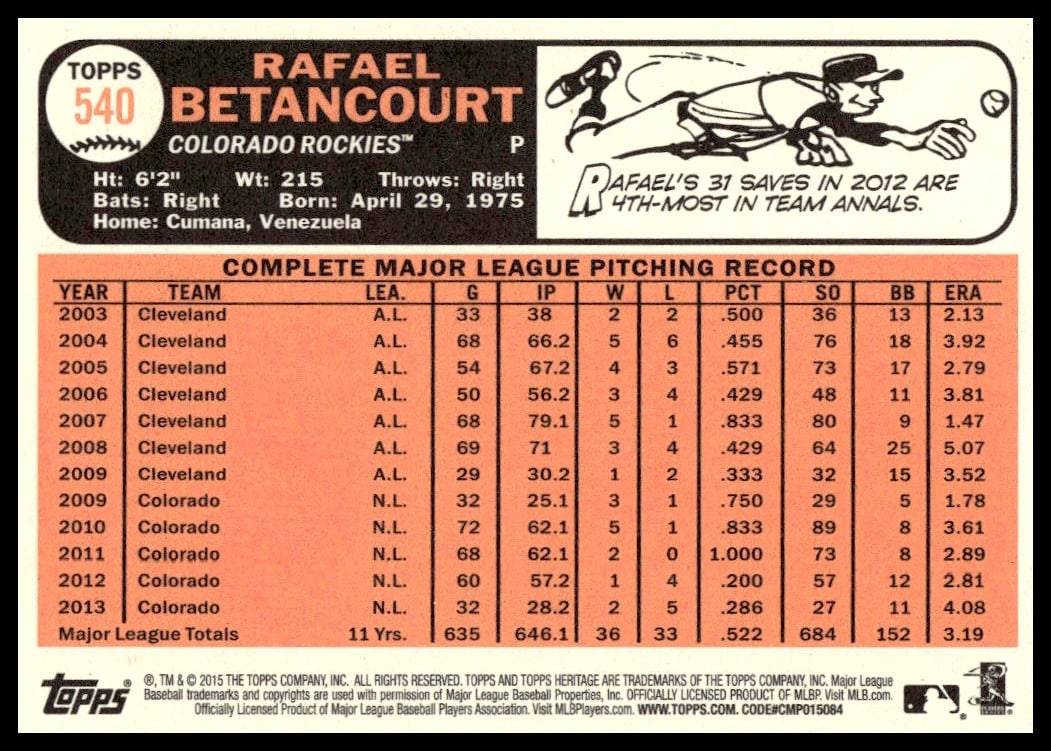 TOPPS
540
RAFAEL
BETANCOURT
COLORADO ROCKIES™ P
Ht: 6'2" Wt: 215 Throws: Right
Bats: Right Born: April 29, 1975
Home: Cumana, Venezuela
RAFAEL'S 31 SAVES IN 2012 ARE
4TH-MOST IN TEAM ANNALS.
COMPLETE MAJOR LEAGUE PITCHING RECORD
YEAR TEAM LEA. G IP W L PCT SO BB ERA
2003 Cleveland A.L. 33 38 2 2 .500 36 13 2.13
2004 Cleveland A.L. 68 66.2 5 6 .455 76 18 3.92
2005 Cleveland A.L. 54 67.2 4 3 .571 73 17 2.79
2006 Cleveland A.L. 50 56.2 3 4 .429 48 11 3.81
2007 Cleveland A.L. 68 79.1 5 1 .833 80 9 1.47
2008 Cleveland A.L. 69 71 3 4 .429 64 25 5.07
2009 Cleveland A.L. 29 30.2 1 2 .333 32 15 3.52
2009 Colorado N.L. 32 25.1 3 1 .750 29 5 1.78
2010 Colorado N.L. 72 62.1 5 1 .833 89 8 3.61
2011 Colorado N.L. 68 62.1 2 0 1.000 73 8 2.89
2012 Colorado N.L. 60 57.2 1 4 .200 57 12 2.81
2013 Colorado N.L. 32 28.2 2 5 .286 27 11 4.08
Major League Totals 11 Yrs. 635 646.1 36 33 .522 684 152 3.19
Topps®
®, TM & © 2015 THE TOPPS COMPANY, INC. ALL RIGHTS RESERVED. TOPPS AND TOPPS HERITAGE ARE TRADEMARKS OF THE TOPPS COMPANY, INC. Major League
Baseball trademarks and copyrights are used with permission of Major League Baseball Properties, Inc. OFFICIALLY LICENSED PRODUCT OF MLBP. Visit MLB.com.
Officially Licensed Product of Major League Baseball Players Association. Visit MLBPlayers.com. WWW.TOPPS.COM. CODE#CMP015084